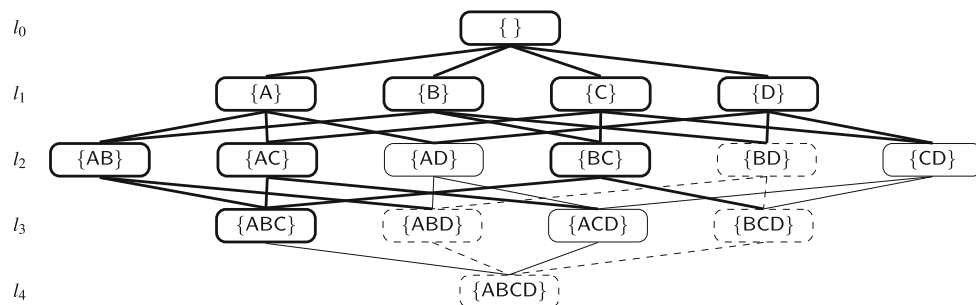 l0 { }
l1 {A} {B} {C} {D}
l2 {AB} {AC} {AD} {BC} {BD} {CD}
l3 {ABC} {ABD} {ACD} {BCD}
l4 {ABCD}